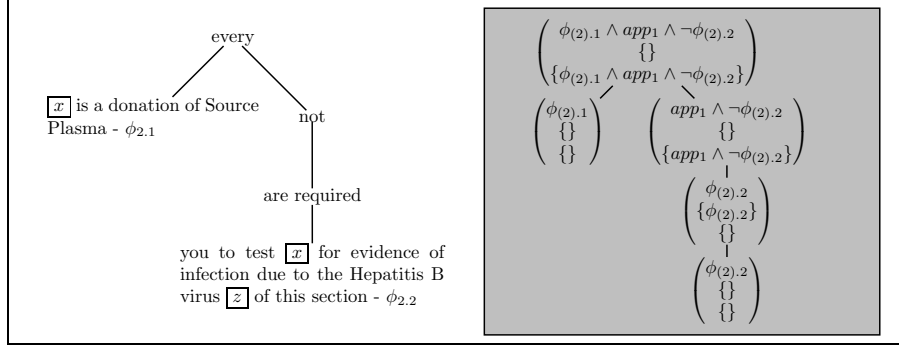 every
x is a donation of Source
Plasma - ϕ2.1
not
are required
you to test x for evidence of
infection due to the Hepatitis B
virus z of this section - ϕ2.2
ϕ(2).1 ∧ app1 ∧ ¬ϕ(2).2
{}
{ϕ(2).1 ∧ app1 ∧ ¬ϕ(2).2}
ϕ(2).1
{}
{}
app1 ∧ ¬ϕ(2).2
{}
{app1 ∧ ¬ϕ(2).2}
ϕ(2).2
{ϕ(2).2}
{}
ϕ(2).2
{}
{}